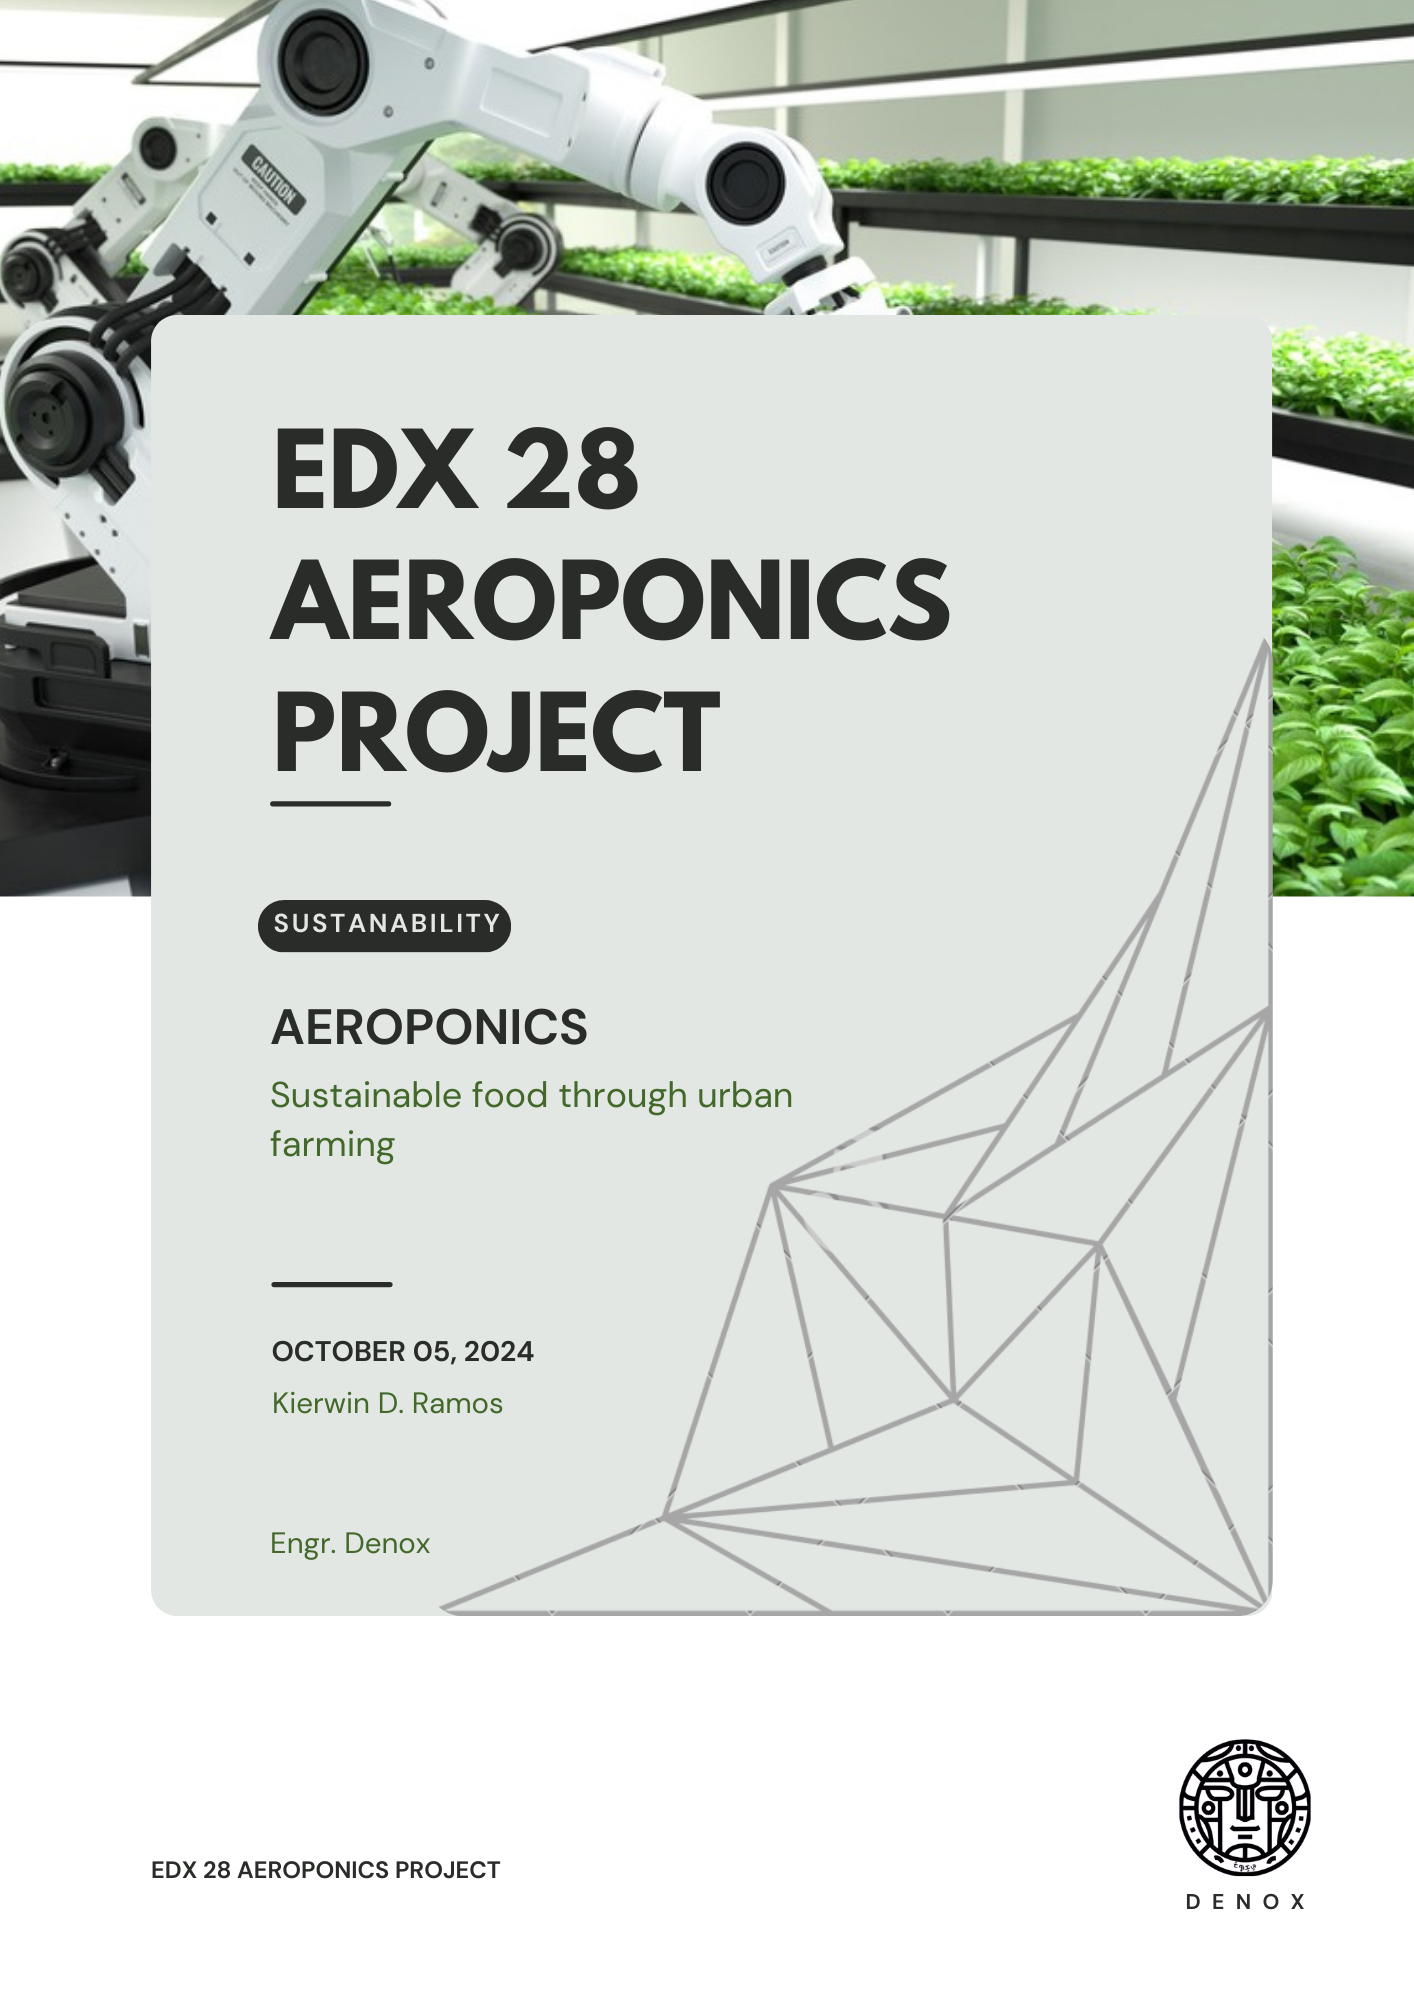 CAUTION
EDX 28
AEROPONICS
PROJECT
SUSTANABILITY
AEROPONICS
Sustainable food through urban
farming
OCTOBER 05, 2024
Kierwin D. Ramos
Engr. Denox
EDX 28 AEROPONICS PROJECT
DENOX